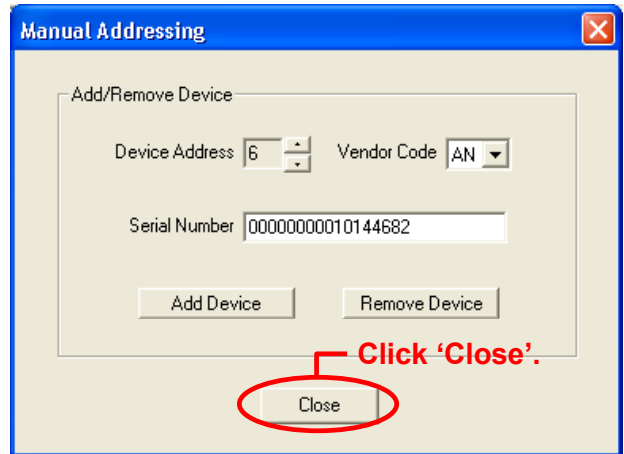 Manual Addressing
Add/Remove Device
Device Address 6 Vendor Code AN
Serial Number 00000000010144682
Add Device Remove Device
Click ‘Close’.
Close